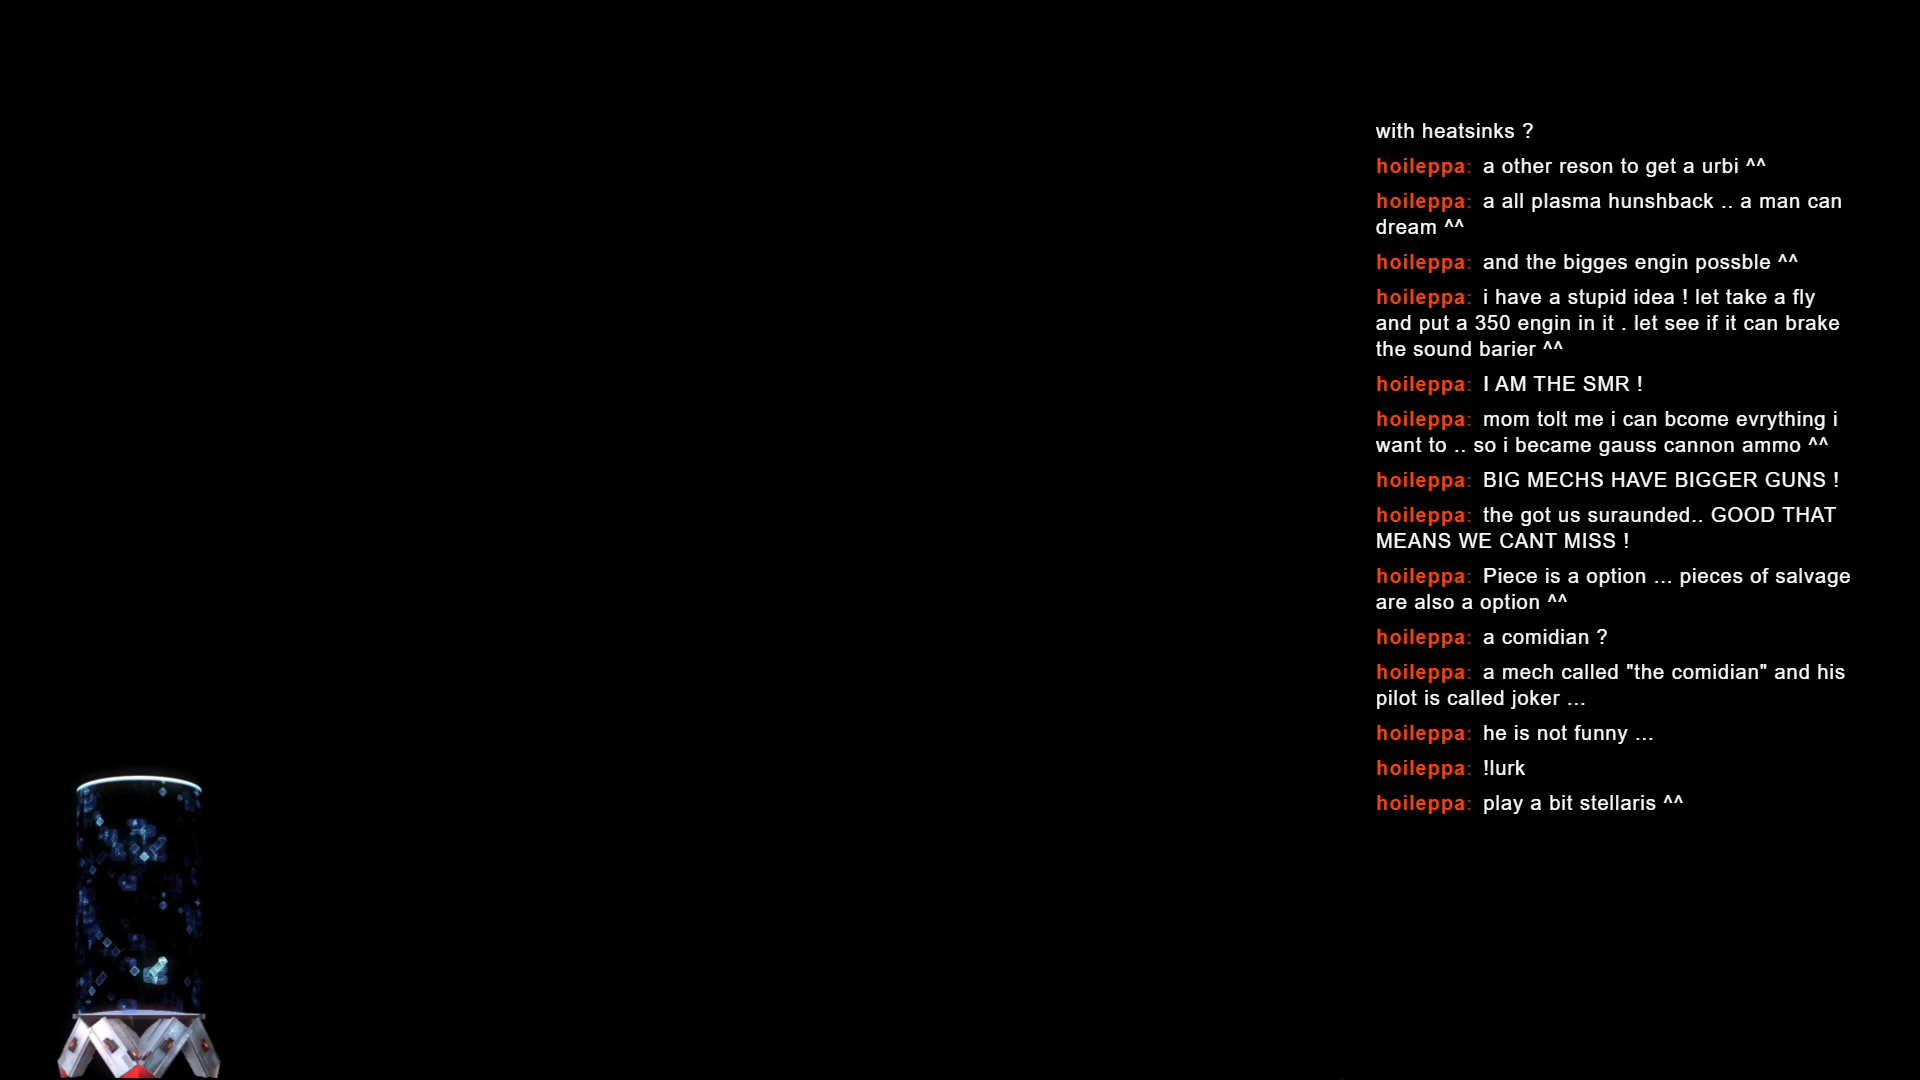 with heatsinks ?
hoileppa: a other reson to get a urbi ^^
hoileppa: a all plasma hunshback .. a man can
dream ^^
hoileppa: and the bigges engin possble ^^
hoileppa: i have a stupid idea ! let take a fly
and put a 350 engin in it . let see if it can brake
the sound barier ^^
hoileppa: I AM THE SMR !
hoileppa: mom tolt me i can bcome evrything i
want to .. so i became gauss cannon ammo ^^
hoileppa: BIG MECHS HAVE BIGGER GUNS !
hoileppa: the got us suraunded.. GOOD THAT
MEANS WE CANT MISS !
hoileppa: Piece is a option ... pieces of salvage
are also a option ^^
hoileppa: a comidian ?
hoileppa: a mech called "the comidian" and his
pilot is called joker ...
hoileppa: he is not funny ...
hoileppa: !lurk
hoileppa: play a bit stellaris ^^